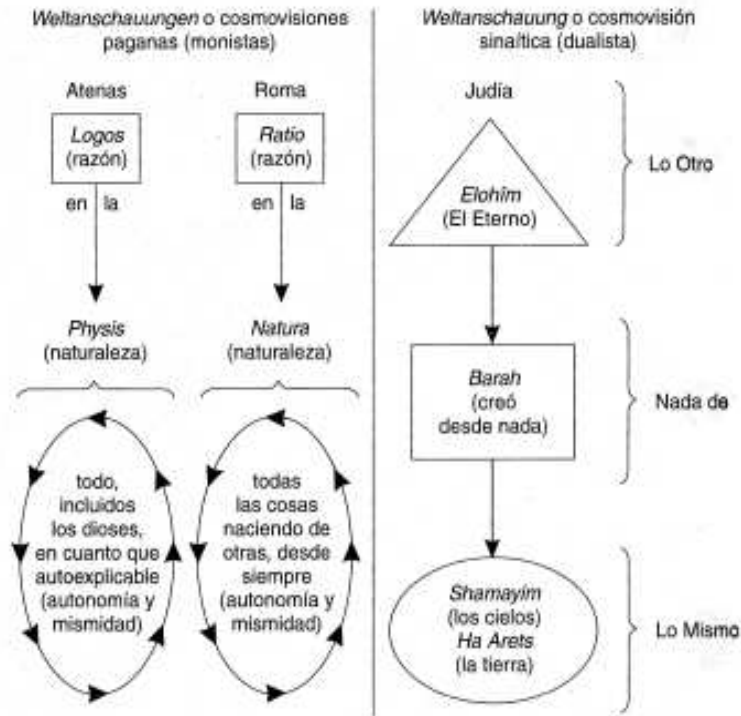 Weltanschauungen o cosmovisiones
paganas (monistas)
Atenas
Logos
(razón)
en la
Physis
(naturaleza)
todo,
incluidos
los dioses,
en cuanto que
autoexplicable
(autonomía y
mismidad)
Roma
Ratio
(razón)
en la
Natura
(naturaleza)
todas
las cosas
naciendo de
otras, desde
siempre
(autonomía y
mismidad)
Weltanschauung o cosmovisión
sinaítica (dualista)
Judía
Elohîm
(El Eterno)
Lo Otro
Barah
(creó
desde nada)
Nada de
Shamayim
(los cielos)
Ha Arets
(la tierra)
Lo Mismo